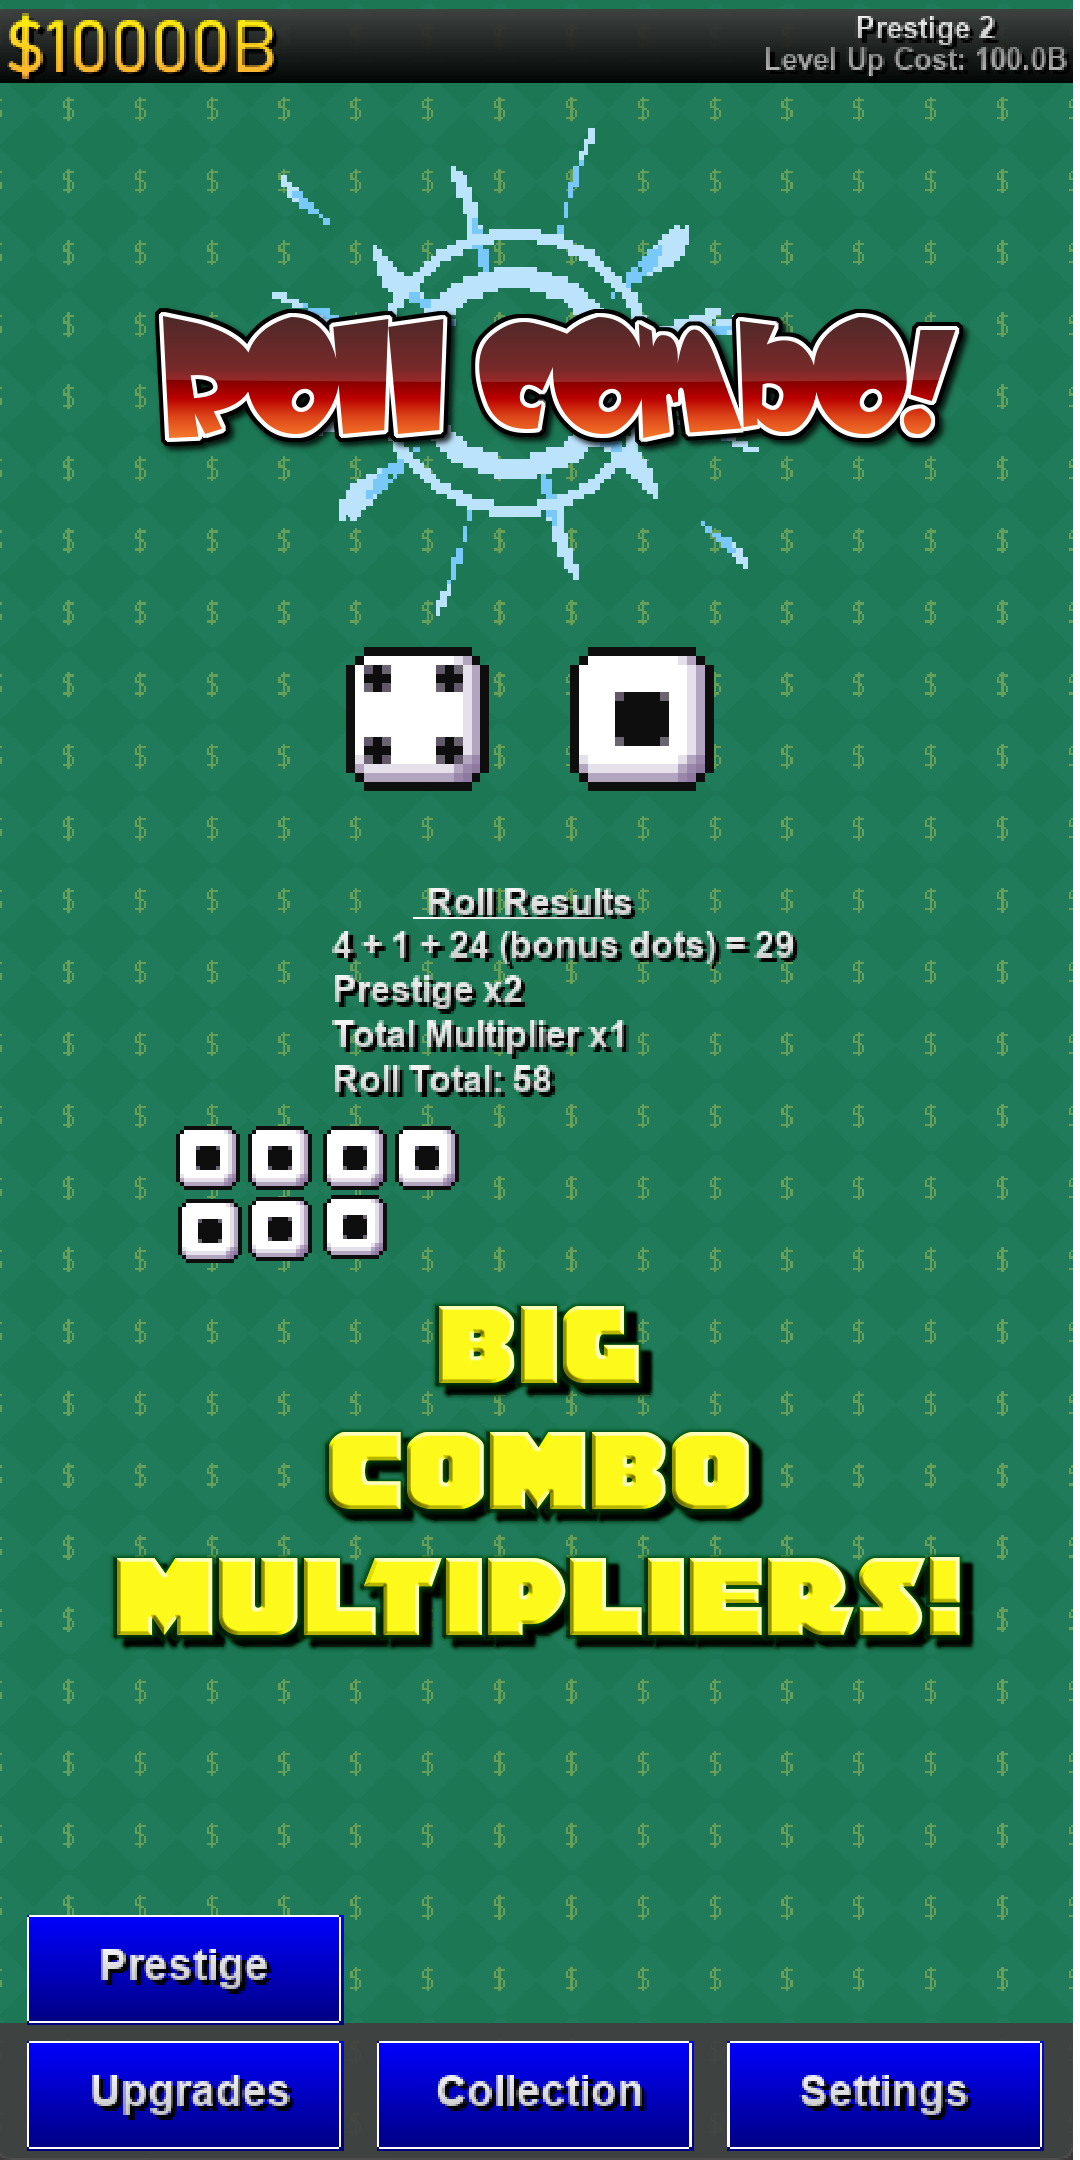 $10000B
Prestige 2
Level Up Cost: 100.0B
Roll Combo!
Roll Results
4 + 1 + 24 (bonus dots) = 29
Prestige x2
Total Multiplier x1
Roll Total: 58
BIG
COMBO
MULTIPLIERS!
Prestige
Upgrades
Collection
Settings